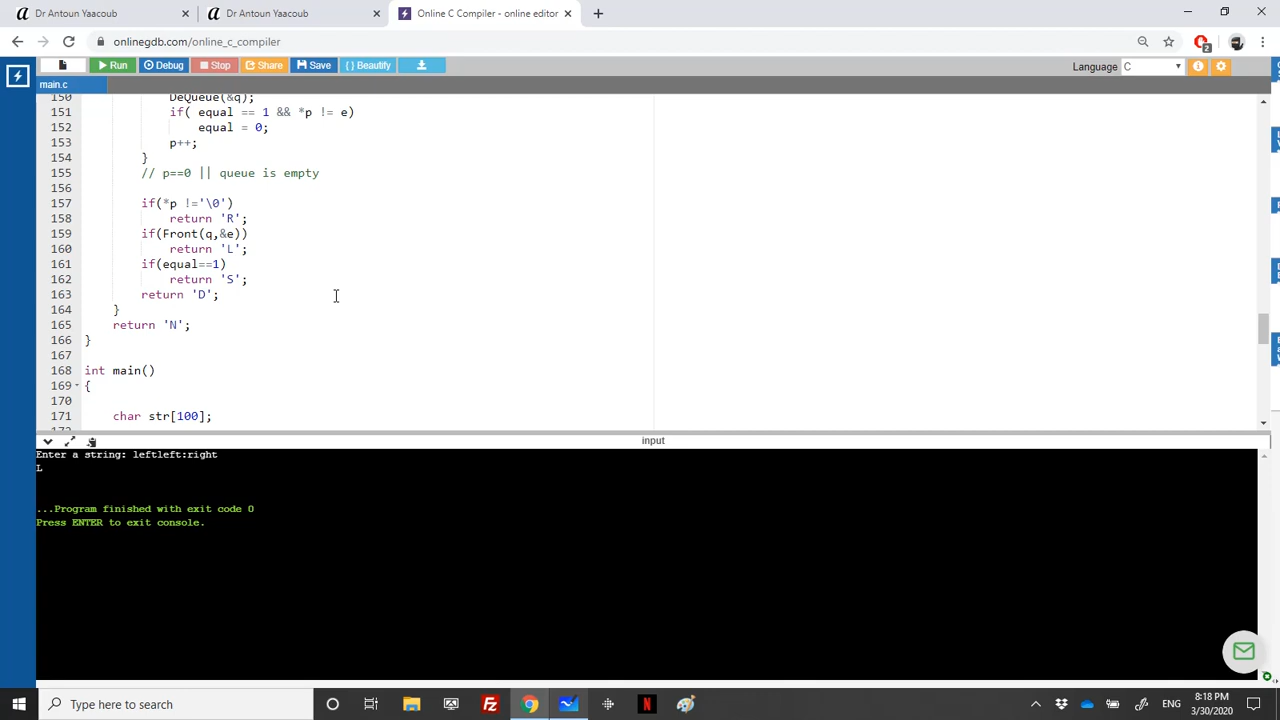 Dr Antoun Yaacoub
Dr Antoun Yaacoub
Online C Compiler - online editor
onlinegdb.com/online_c_compiler
2
Run
Debug
Stop
Share
Save
{ } Beautify
Language C
main.c
150 DeQueue(&q);
151 if( equal == 1 && *p != e)
152 equal = 0;
153 p++;
154 }
155 // p==0 || queue is empty
156
157 if(*p !='\0')
158 return 'R';
159 if(Front(q,&e))
160 return 'L';
161 if(equal==1)
162 return 'S';
163 return 'D';
164 }
165 return 'N';
166 }
167
168 int main()
169 {
170
171 char str[100];
input
Enter a string: leftleft:right
L
...Program finished with exit code 0
Press ENTER to exit console.
Type here to search
ENG
8:18 PM
3/30/2020